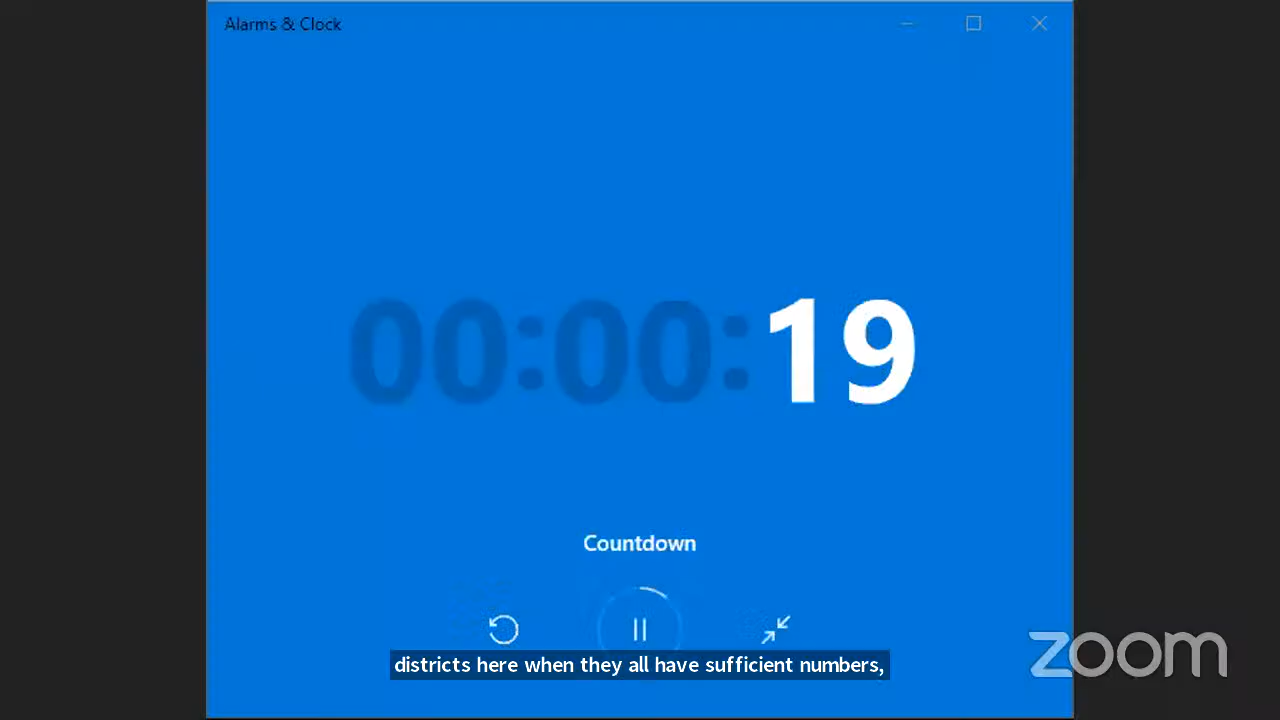 Alarms & Clock
00:00:19
Countdown
districts here when they all have sufficient numbers,
zoom